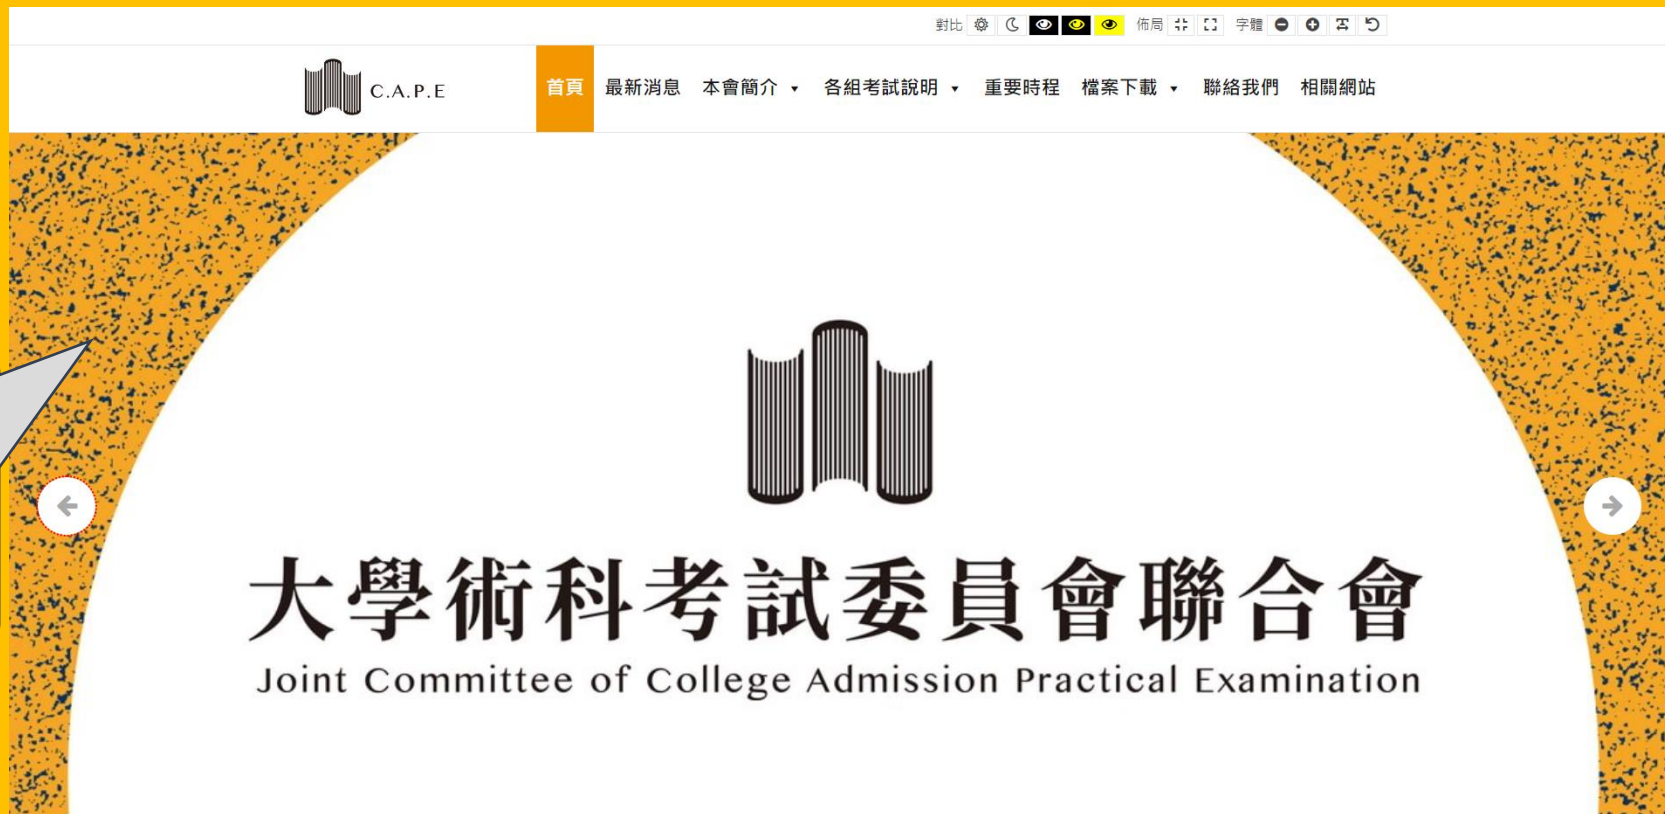 對比 佈局 字體
C.A.P.E
首頁 最新消息 本會簡介 各組考試說明 重要時程 檔案下載 聯絡我們 相關網站
大學術科考試委員會聯合會
Joint Committee of College Admission Practical Examination